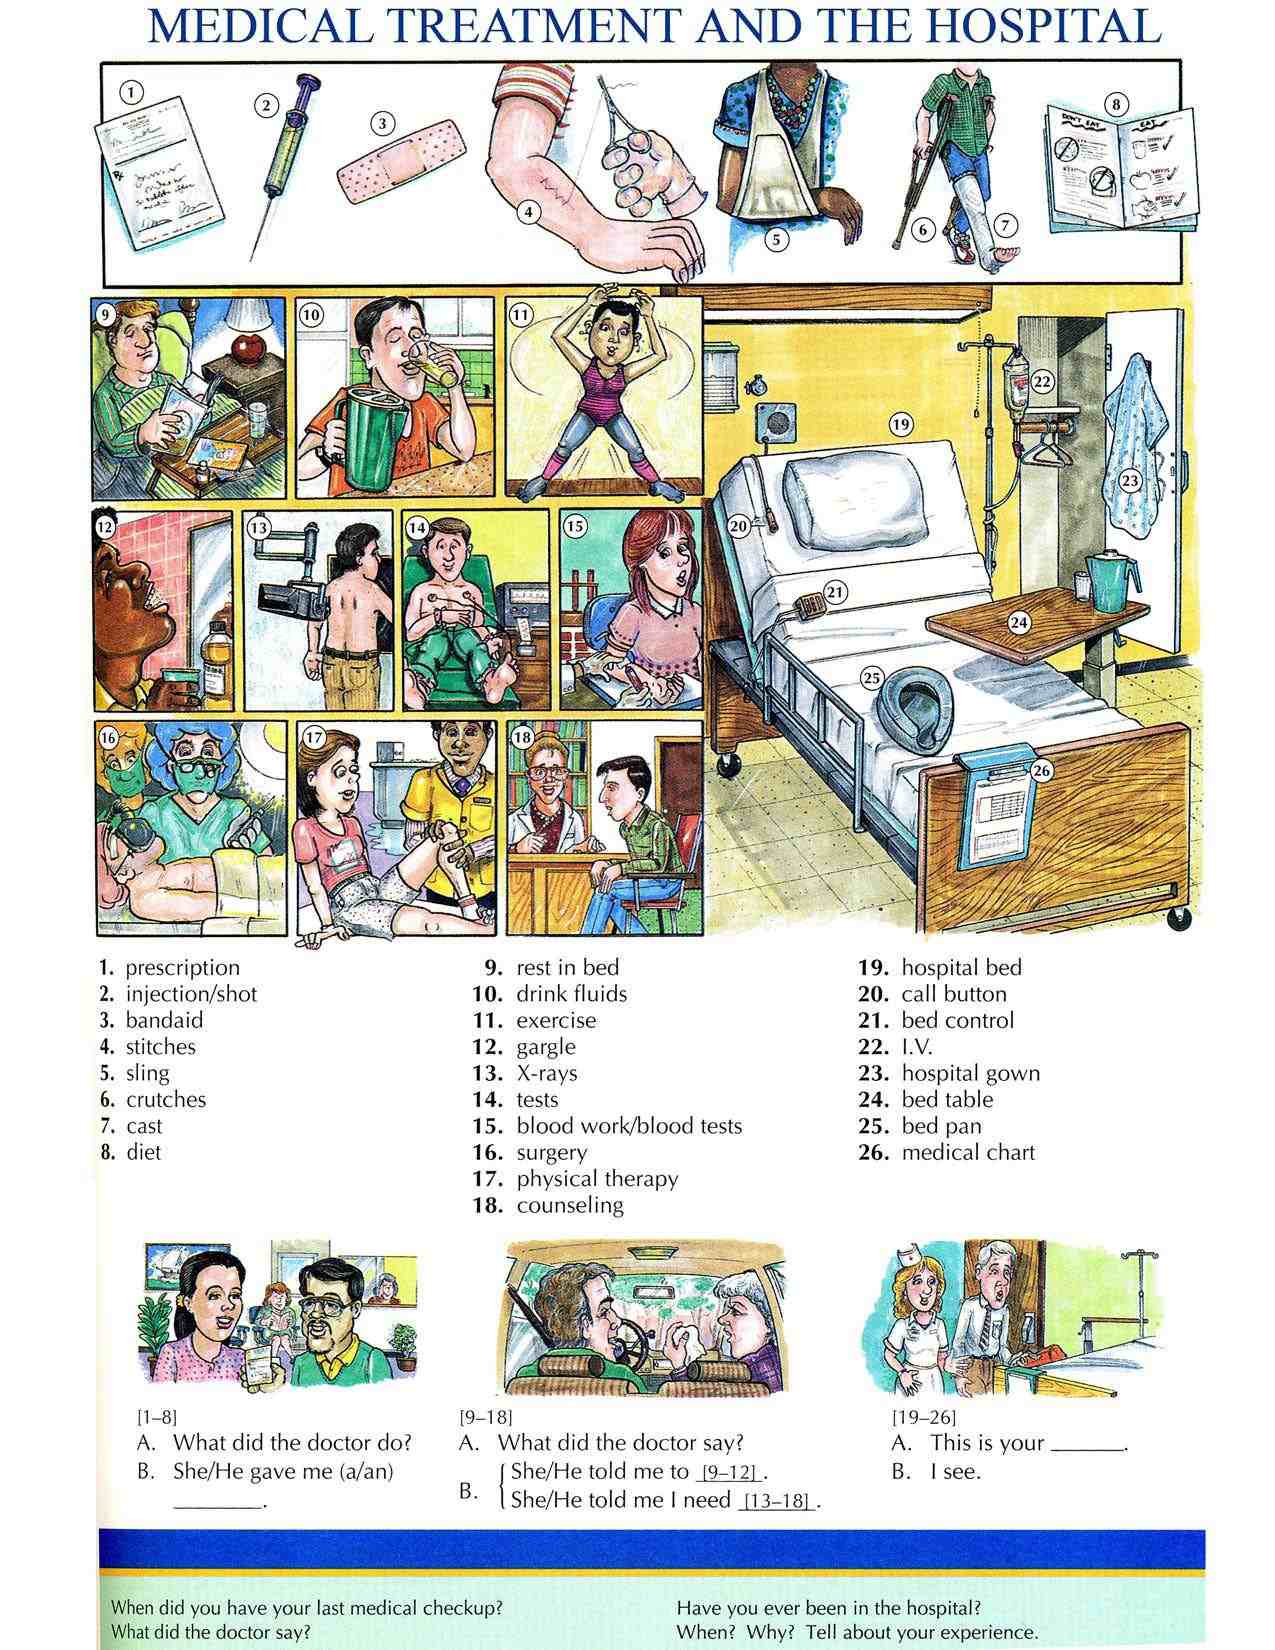 MEDICAL TREATMENT AND THE HOSPITAL
1
2
3
4
5
6
7
8
Rx
DON'T EAT
EAT
9
10
11
12
13
14
15
16
17
18
19
20
21
22
23
24
25
26
1. prescription
2. injection/shot
3. bandaid
4. stitches
5. sling
6. crutches
7. cast
8. diet
9. rest in bed
10. drink fluids
11. exercise
12. gargle
13. X-rays
14. tests
15. blood work/blood tests
16. surgery
17. physical therapy
18. counseling
19. hospital bed
20. call button
21. bed control
22. I.V.
23. hospital gown
24. bed table
25. bed pan
26. medical chart
[1–8]
A. What did the doctor do?
B. She/He gave me (a/an)
________.
[9–18]
A. What did the doctor say?
B. She/He told me to [9–12].
She/He told me I need [13–18].
[19–26]
A. This is your ______.
B. I see.
When did you have your last medical checkup?
What did the doctor say?
Have you ever been in the hospital?
When? Why? Tell about your experience.